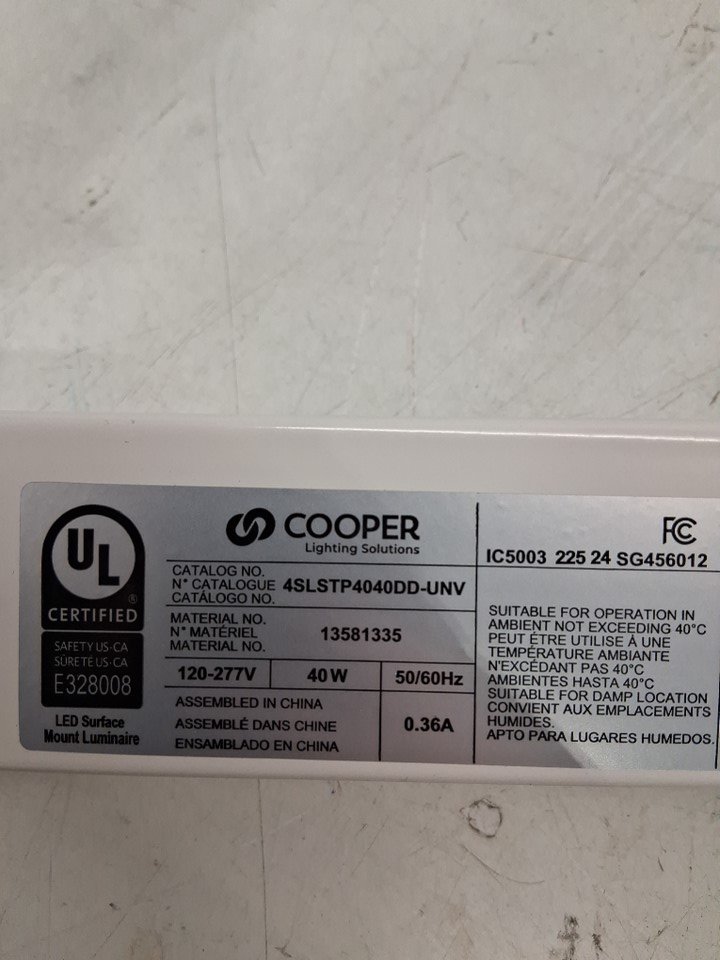 UL
®
CERTIFIED
SAFETY US-CA
SÛRETÉ US-CA
E328008
LED Surface
Mount Luminaire
COOPER
Lighting Solutions
CATALOG NO.
N° CATALOGUE 4SLSTP4040DD-UNV
CATÁLOGO NO.
MATERIAL NO.
N° MATÉRIEL 13581335
MATERIAL NO.
120-277V 40W 50/60Hz
ASSEMBLED IN CHINA
ASSEMBLÉ DANS CHINE 0.36A
ENSAMBLADO EN CHINA
FC
IC5003 225 24 SG456012
SUITABLE FOR OPERATION IN
AMBIENT NOT EXCEEDING 40°C
PEUT ÊTRE UTILISE À UNE
TEMPÉRATURE AMBIANTE
N'EXCÉDANT PAS 40°C
AMBIENTES HASTA 40°C
SUITABLE FOR DAMP LOCATION
CONVIENT AUX EMPLACEMENTS
HUMIDES.
APTO PARA LUGARES HUMEDOS.